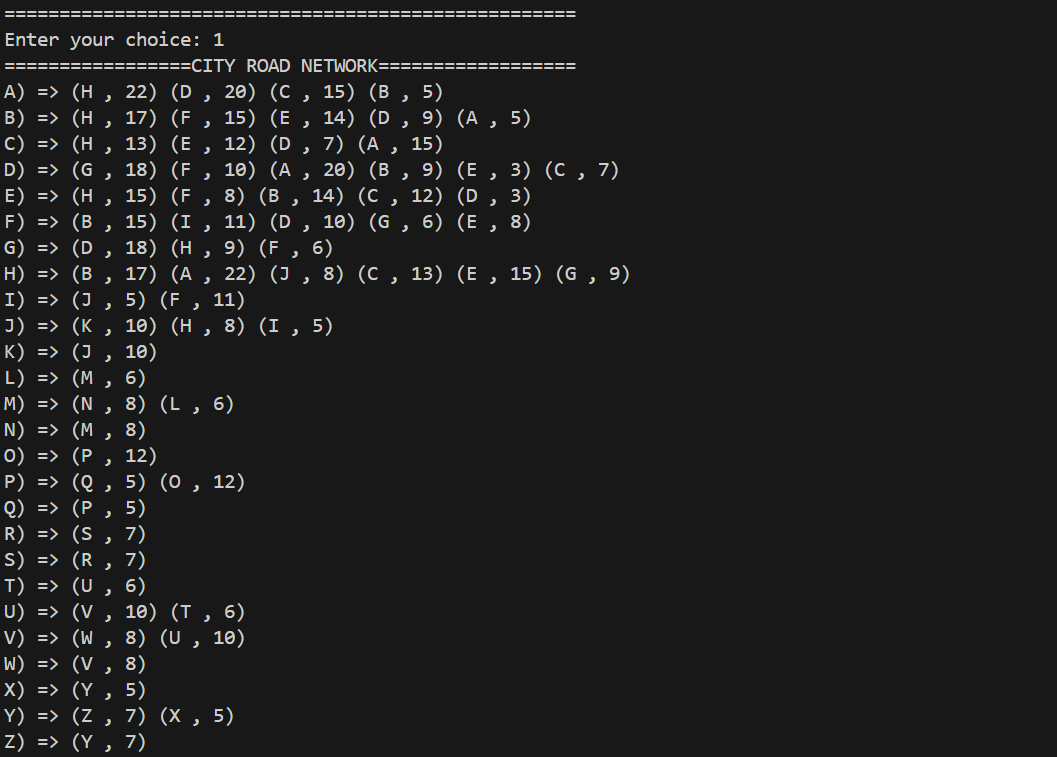 ====================================================
Enter your choice: 1
=================CITY ROAD NETWORK==================
A) => (H , 22) (D , 20) (C , 15) (B , 5)
B) => (H , 17) (F , 15) (E , 14) (D , 9) (A , 5)
C) => (H , 13) (E , 12) (D , 7) (A , 15)
D) => (G , 18) (F , 10) (A , 20) (B , 9) (E , 3) (C , 7)
E) => (H , 15) (F , 8) (B , 14) (C , 12) (D , 3)
F) => (B , 15) (I , 11) (D , 10) (G , 6) (E , 8)
G) => (D , 18) (H , 9) (F , 6)
H) => (B , 17) (A , 22) (J , 8) (C , 13) (E , 15) (G , 9)
I) => (J , 5) (F , 11)
J) => (K , 10) (H , 8) (I , 5)
K) => (J , 10)
L) => (M , 6)
M) => (N , 8) (L , 6)
N) => (M , 8)
O) => (P , 12)
P) => (Q , 5) (O , 12)
Q) => (P , 5)
R) => (S , 7)
S) => (R , 7)
T) => (U , 6)
U) => (V , 10) (T , 6)
V) => (W , 8) (U , 10)
W) => (V , 8)
X) => (Y , 5)
Y) => (Z , 7) (X , 5)
Z) => (Y , 7)